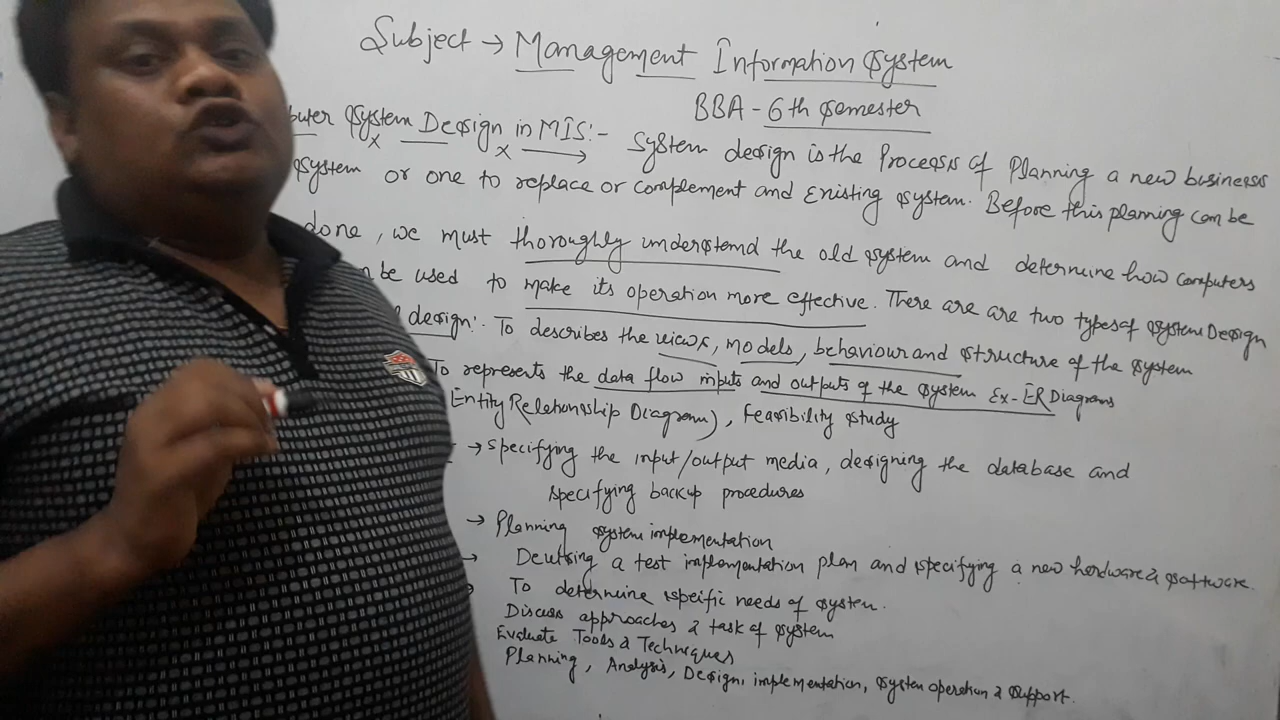 Subject → Management Information System
BBA - 6th Semester
puter System Design in MIS:- System design is the Process of Planning a new business
System or one to replace or complement and Existing System. Before this planning can be
done, we must thoroughly understand the old system and determine how computers
n be used to make its operation more effective. There are two types of System Design
design:. To describes the views, models, behaviour and structure of the system
To represents the data flow inputs and outputs of the system Ex- ER Diagrams
Entity Relationship Diagram), Feasibility Study
→ Specifying the input/output media, designing the database and
specifying backup procedures
→ Planning system implementation
→ Devising a test implementation plan and specifying a new hardware & software.
To determine speific needs of system.
Discuss approaches & task of system
Evaluate Tools & Techniques
Planning, Analysis, Design, implementation, System operation & Support.